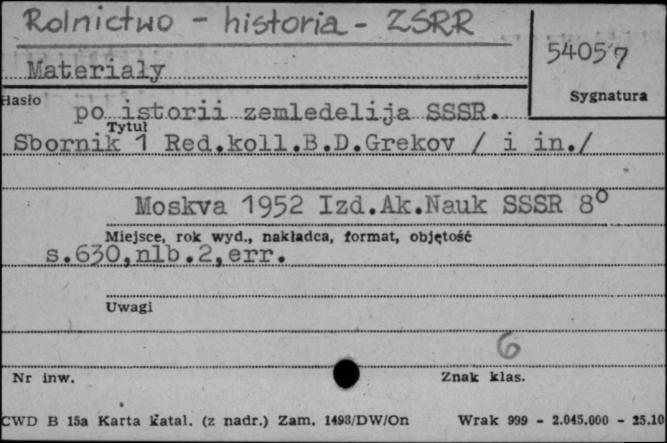 Rolnictwo - historia - ZSRR
54057
Materiały
Hasło
Sygnatura
po istorii zemledelija SSSR.
Tytuł
Sbornik 1 Red.koll.B.D.Grekov / i in./
Moskva 1952 Izd.Ak.Nauk SSSR 8°
Miejsce, rok wyd., nakładca, format, objętość
s.630,nlb.2,err.
Uwagi
6
Nr inw.
Znak klas.
CWD B 15a Karta katal. (z nadr.) Zam. 1493/DW/On Wrak 999 - 2.045.000 - 25.10